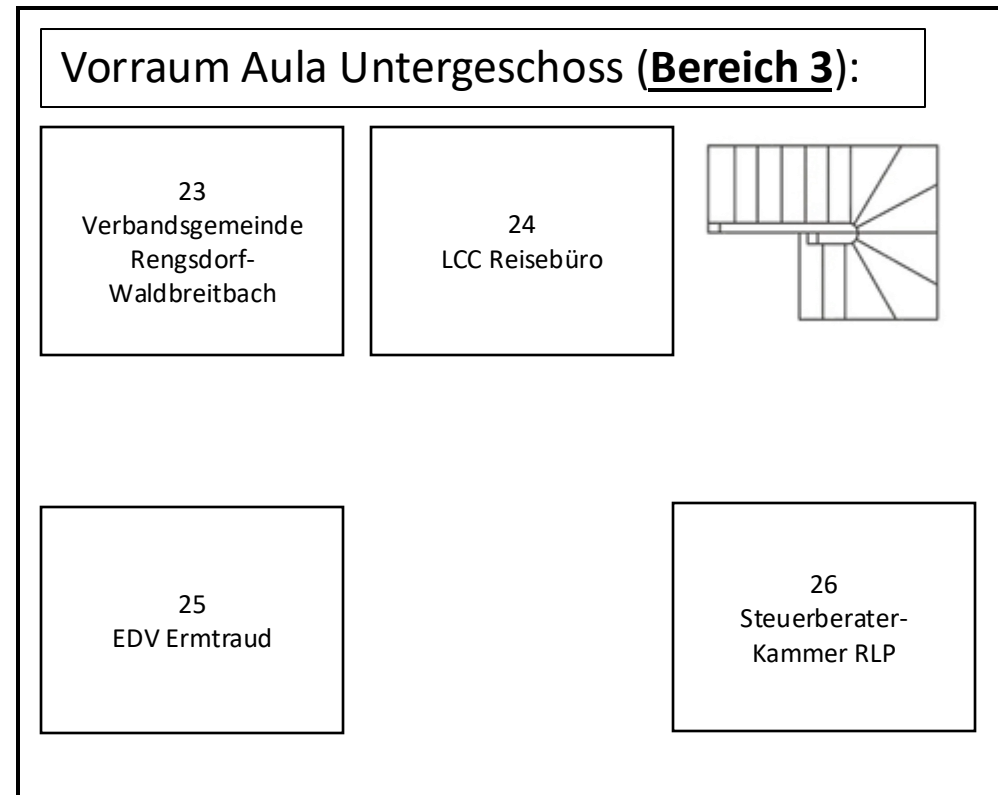 Vorraum Aula Untergeschoss (Bereich 3):
23
Verbandsgemeinde
Rengsdorf-
Waldbreitbach
24
LCC Reisebüro
25
EDV Ermtraud
26
Steuerberater-
Kammer RLP